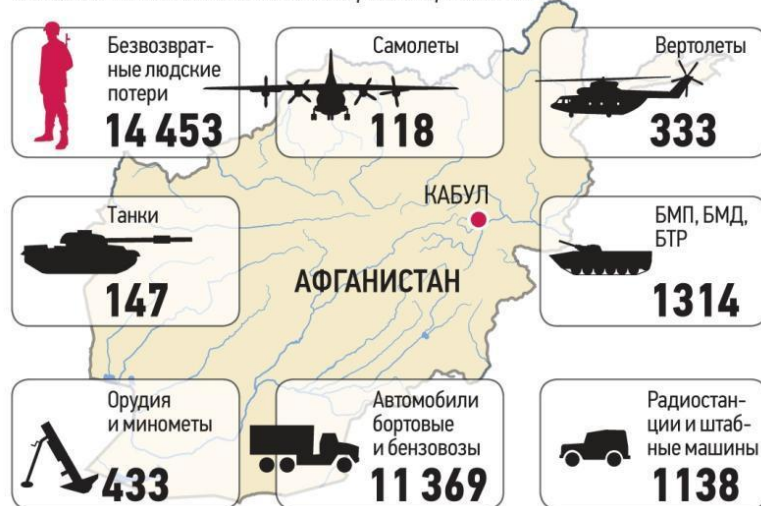 Безвозврат-
ные людские
потери
14 453
Самолеты
118
Вертолеты
333
Танки
147
КАБУЛ
АФГАНИСТАН
БМП, БМД,
БТР
1314
Орудия
и минометы
433
Автомобили
бортовые
и бензовозы
11 369
Радиостан-
ции и штаб-
ные машины
1138